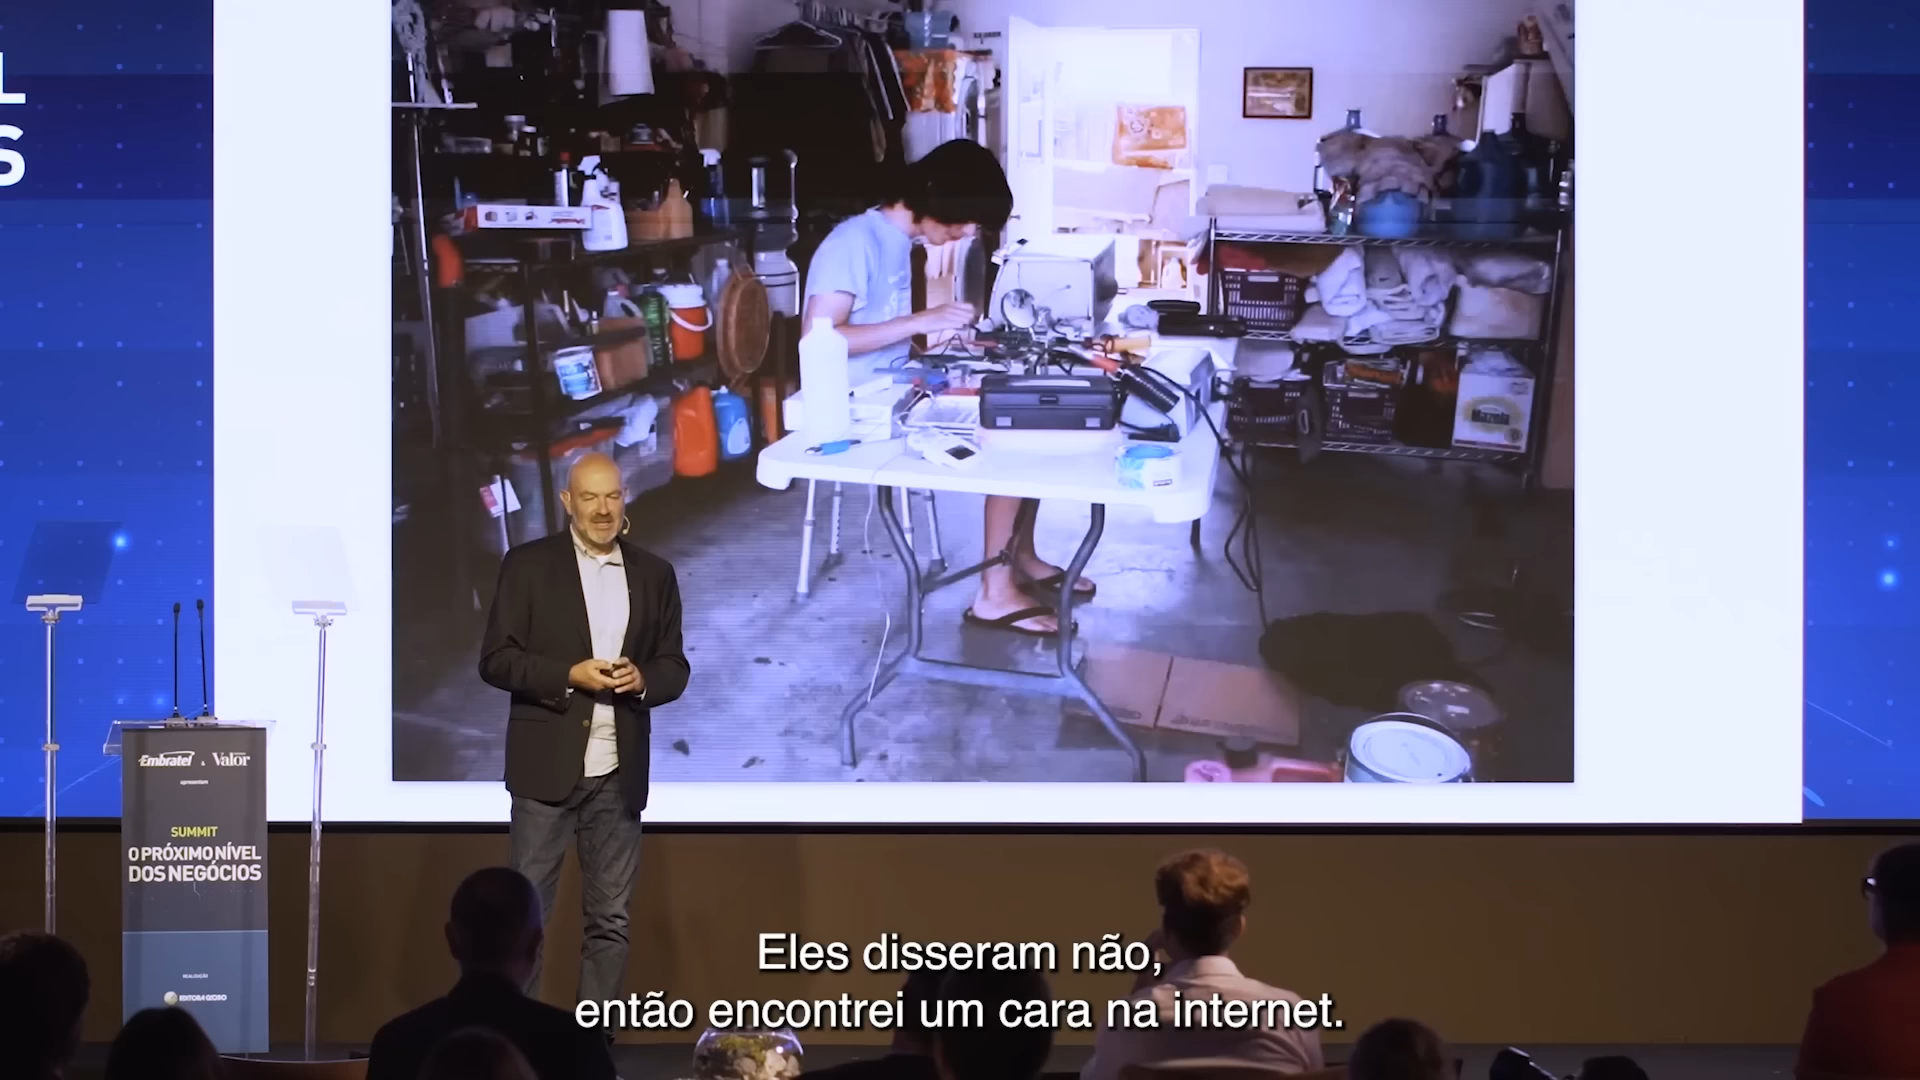 L
S
Embratel & Valor
apresentam
SUMMIT
O PRÓXIMO NÍVEL
DOS NEGÓCIOS
REALIZAÇÃO
EDITORA GLOBO
Eles disseram não,
então encontrei um cara na internet.